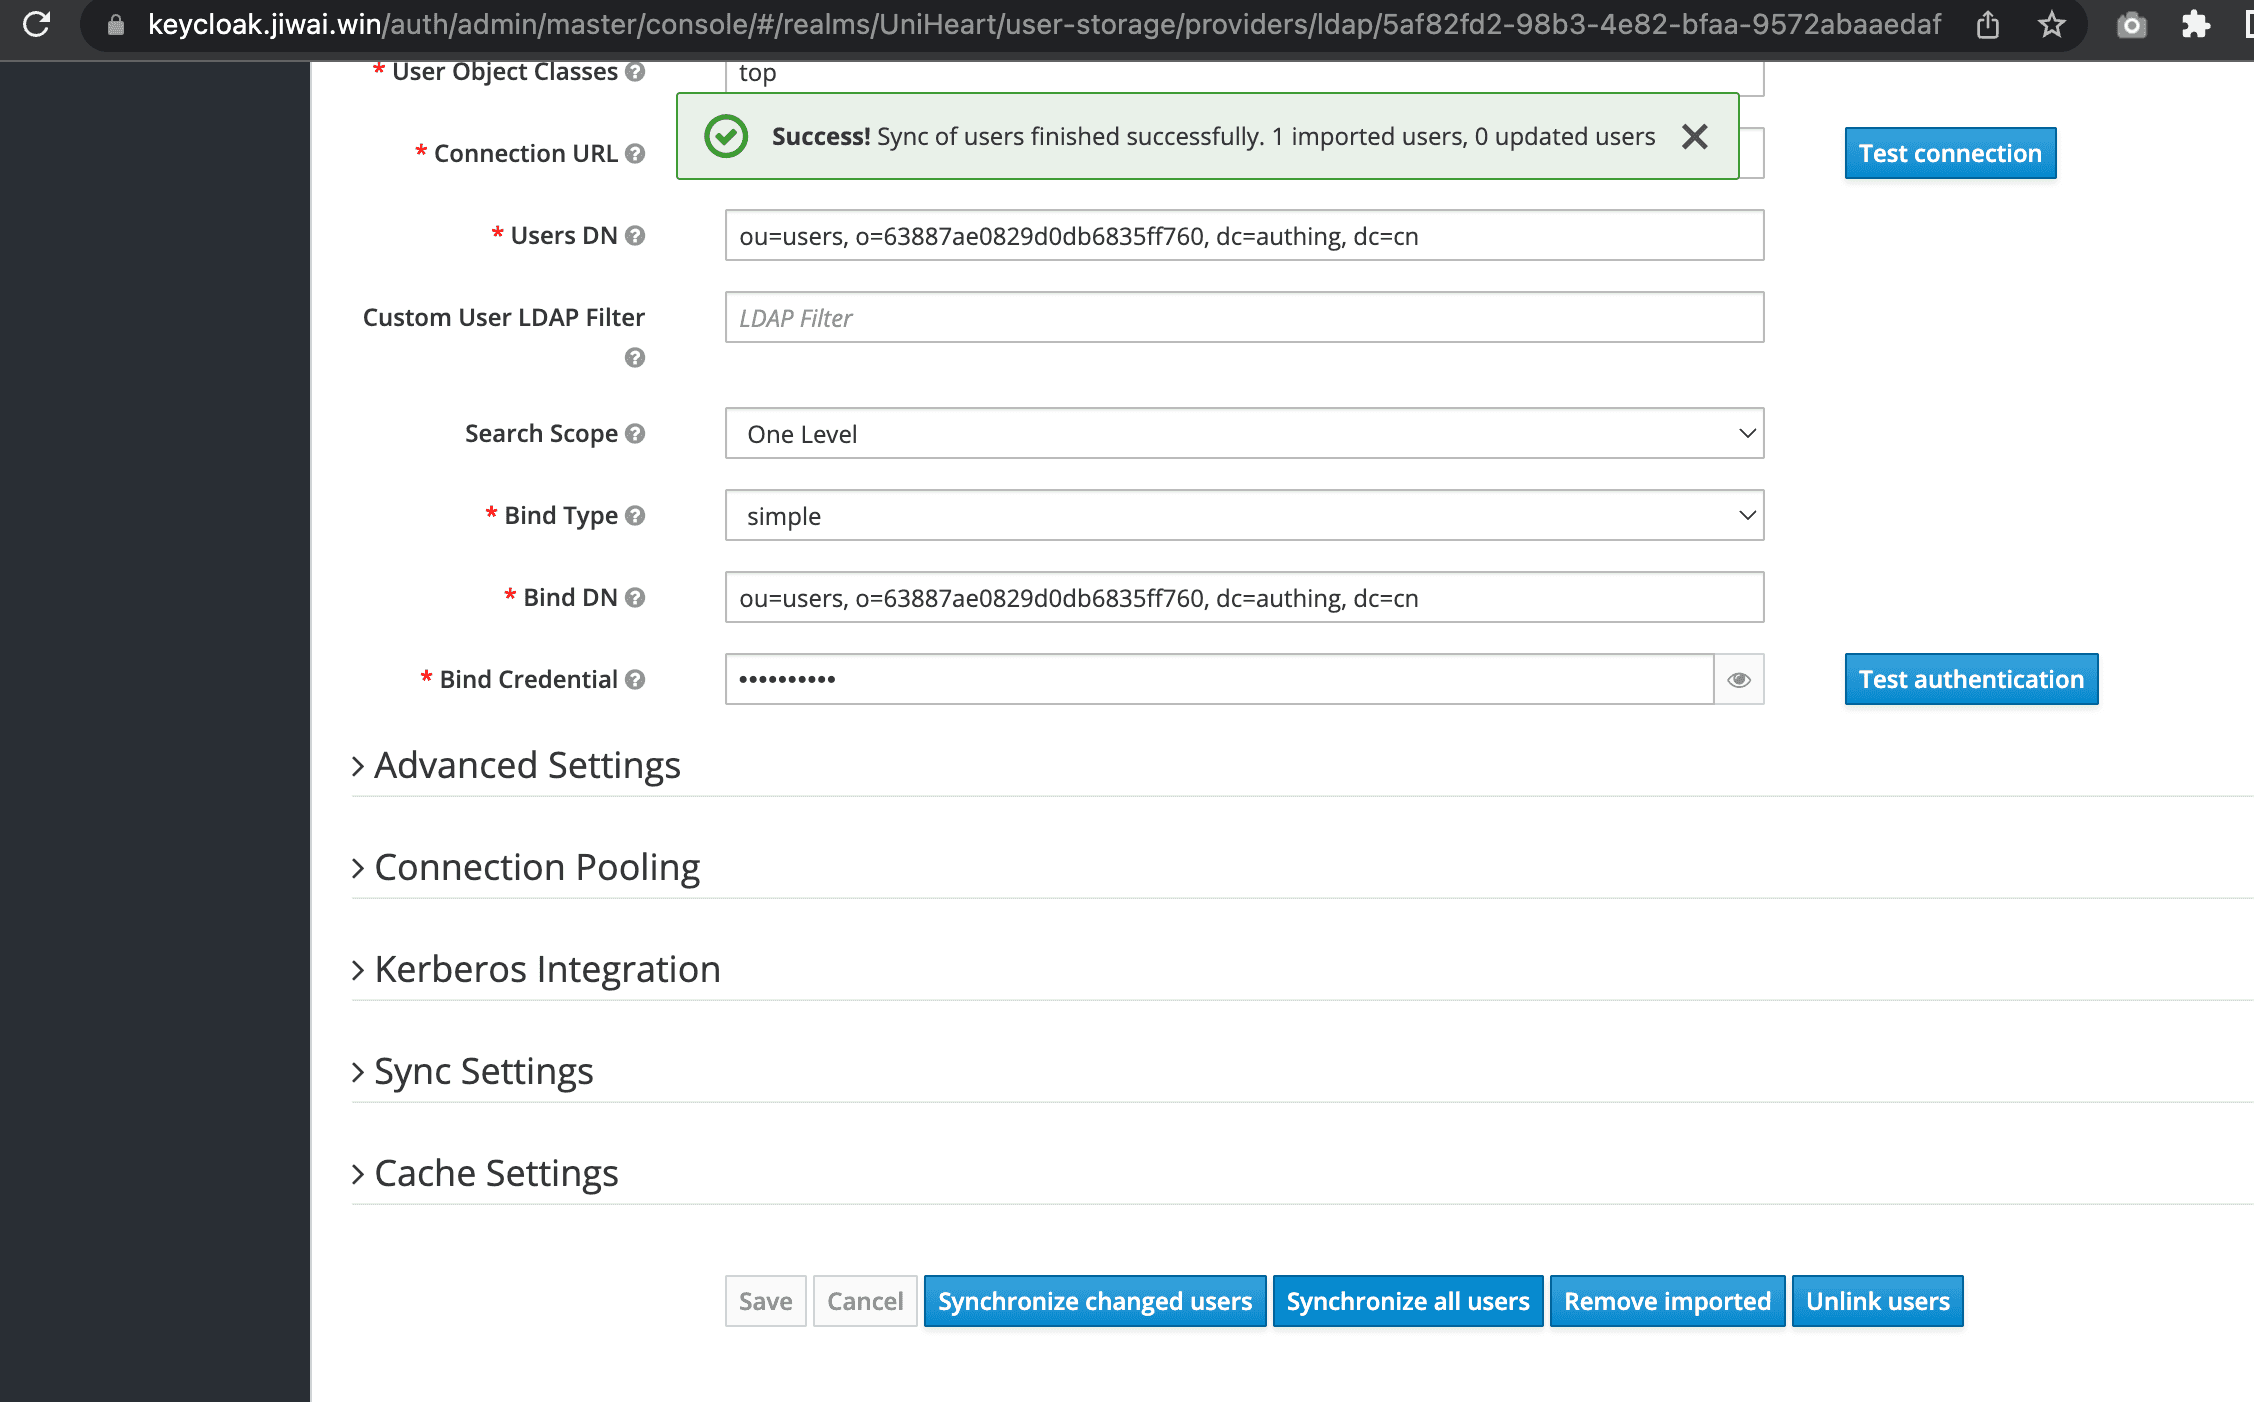 keycloak.jiwai.win/auth/admin/master/console/#/realms/UniHeart/user-storage/providers/ldap/5af82fd2-98b3-4e82-bfaa-9572abaaedaf
* User Object Classes
top
Success! Sync of users finished successfully. 1 imported users, 0 updated users
* Connection URL
Test connection
* Users DN
ou=users, o=63887ae0829d0db6835ff760, dc=authing, dc=cn
Custom User LDAP Filter
LDAP Filter
Search Scope
One Level
* Bind Type
simple
* Bind DN
ou=users, o=63887ae0829d0db6835ff760, dc=authing, dc=cn
* Bind Credential
••••••••••
Test authentication
Advanced Settings
Connection Pooling
Kerberos Integration
Sync Settings
Cache Settings
Save Cancel Synchronize changed users Synchronize all users Remove imported Unlink users